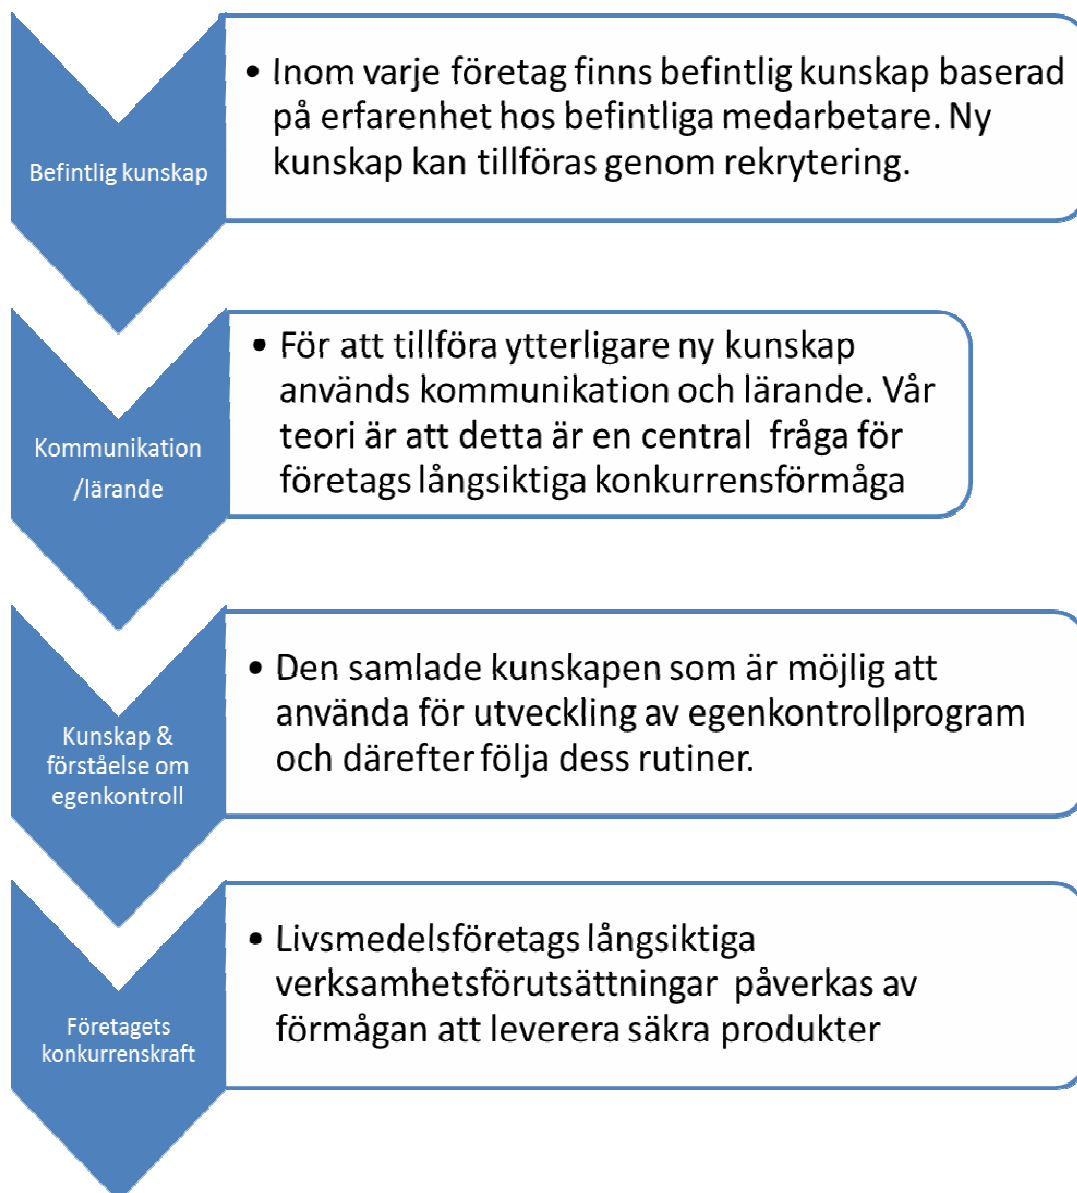 Befintlig kunskap
• Inom varje företag finns befintlig kunskap baserad
på erfarenhet hos befintliga medarbetare. Ny
kunskap kan tillföras genom rekrytering.
Kommunikation
/lärande
• För att tillföra ytterligare ny kunskap
används kommunikation och lärande. Vår
teori är att detta är en central fråga för
företags långsiktiga konkurrensförmåga
Kunskap &
förståelse om
egenkontroll
• Den samlade kunskapen som är möjlig att
använda för utveckling av egenkontrollprogram
och därefter följa dess rutiner.
Företagets
konkurrenskraft
• Livsmedelsföretags långsiktiga
verksamhetsförutsättningar påverkas av
förmågan att leverera säkra produkter